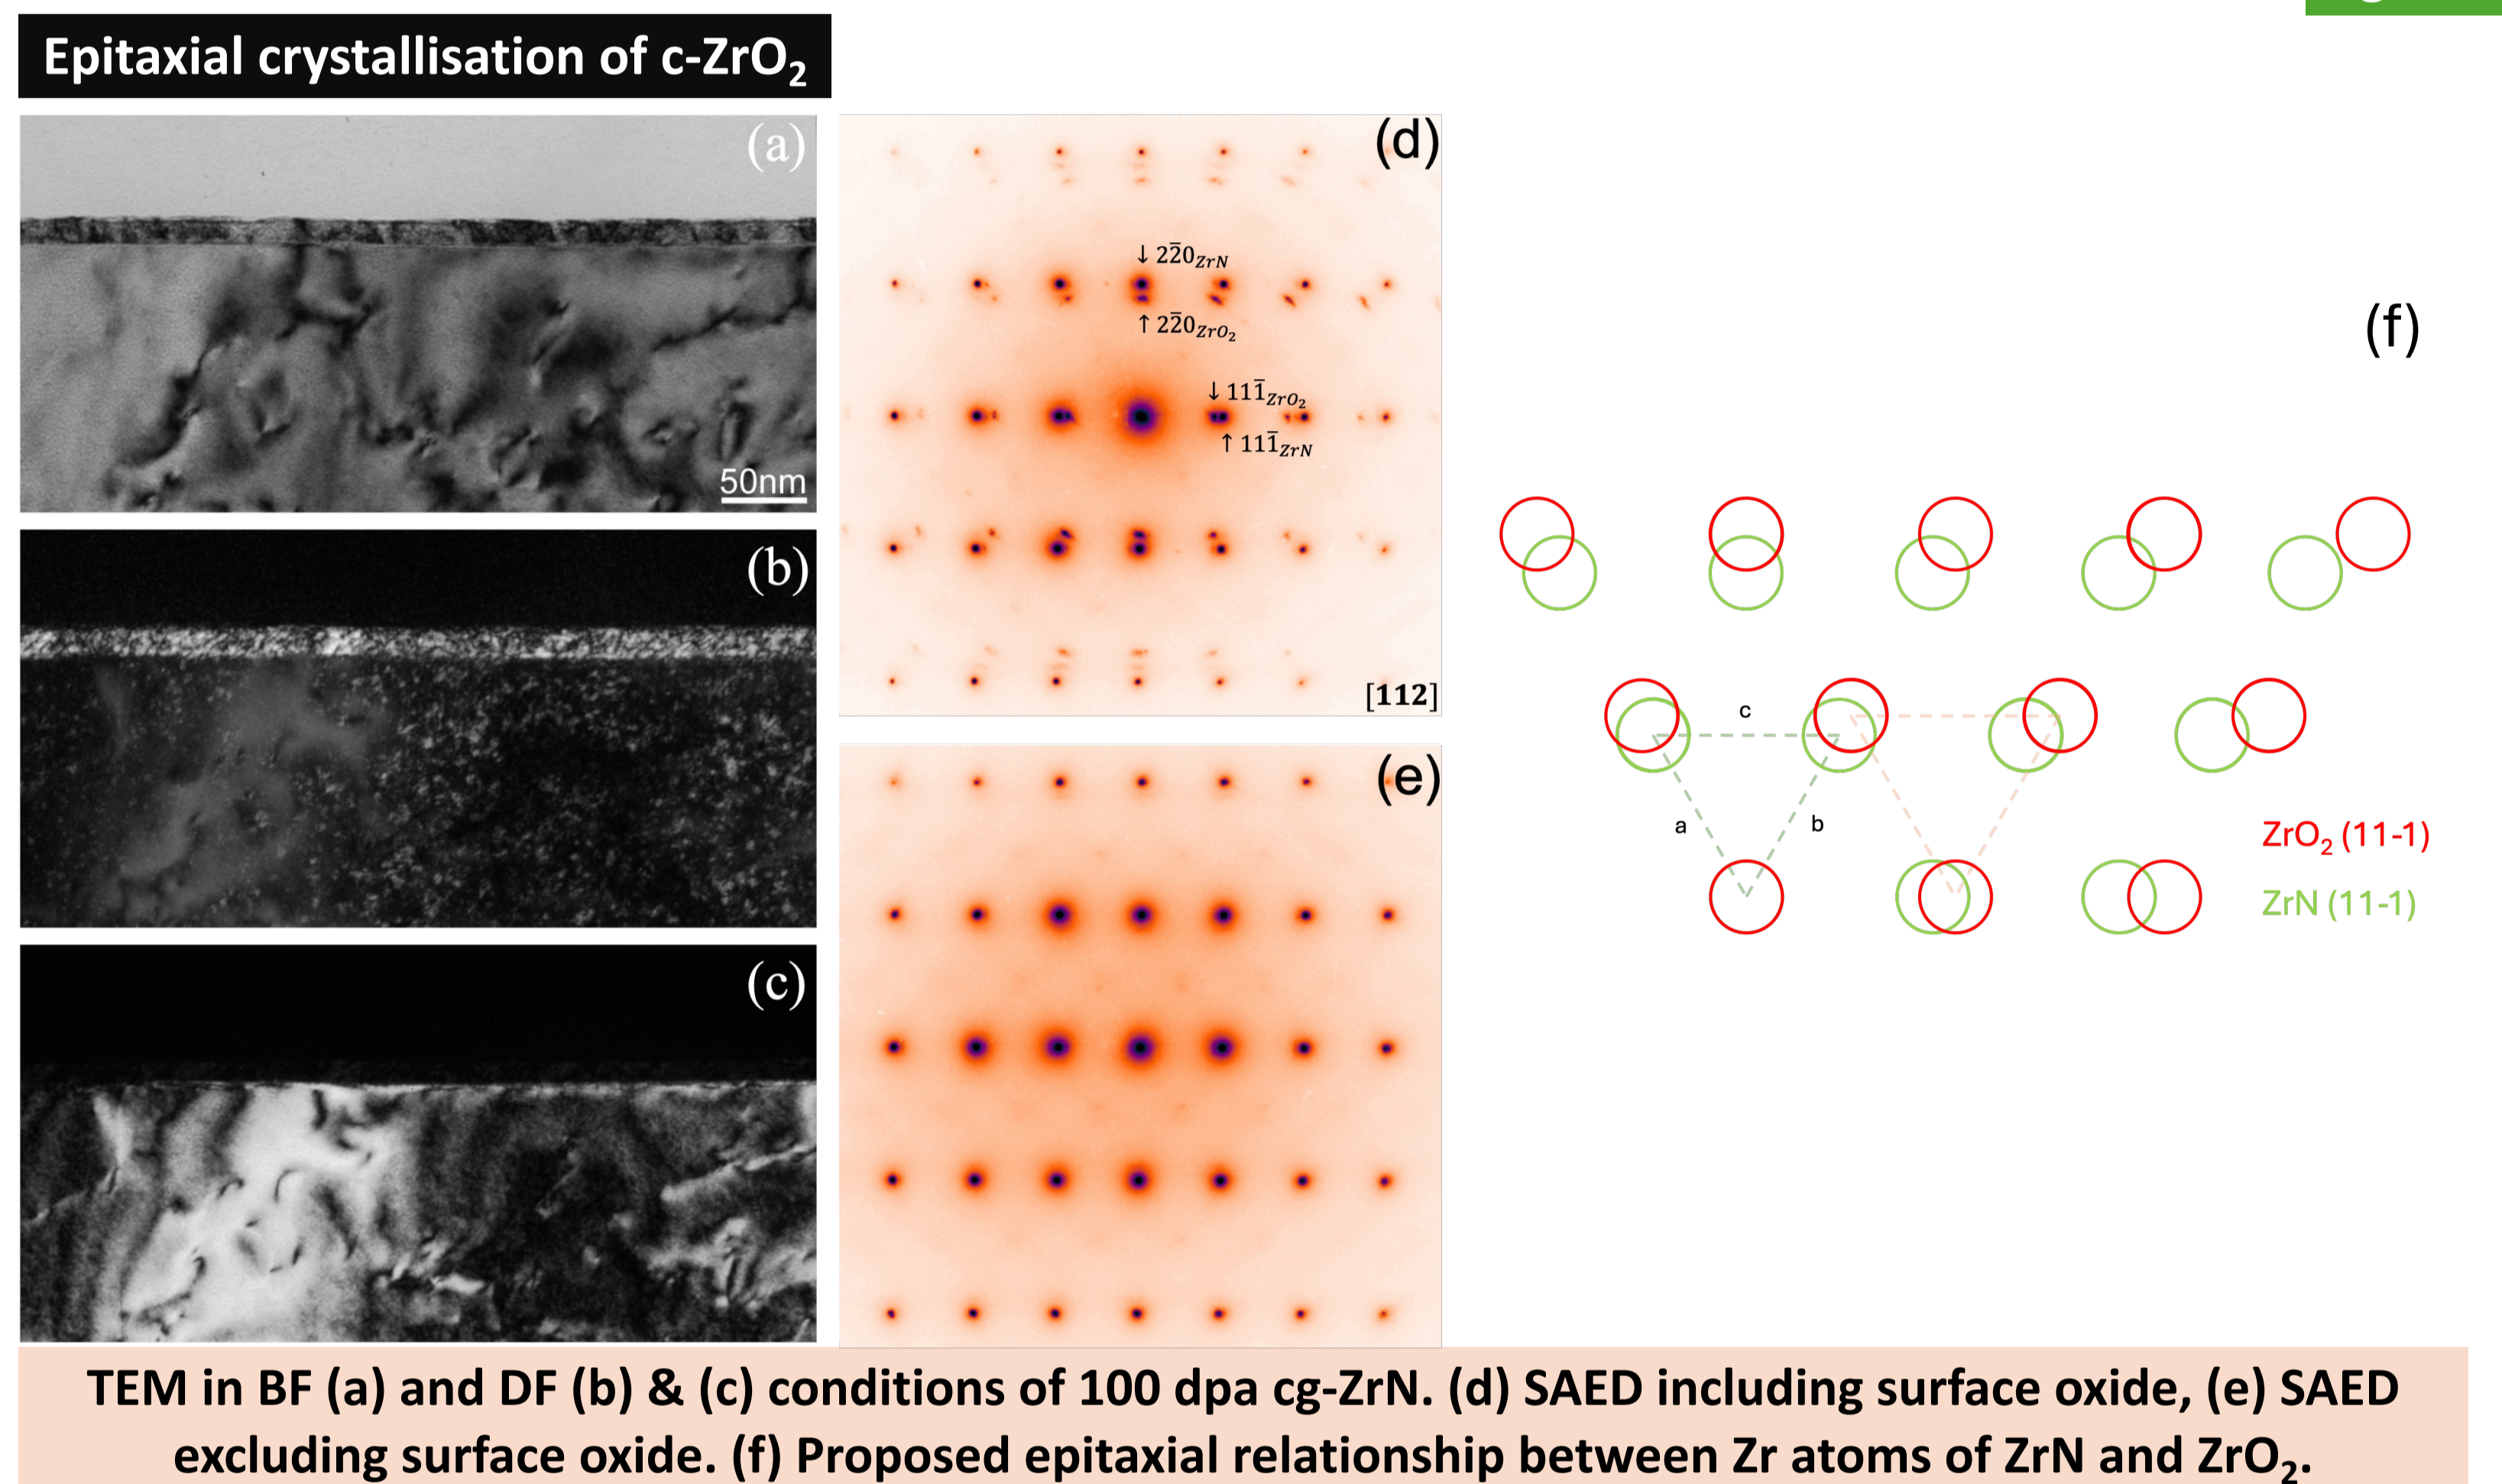 Epitaxial crystallisation of c-ZrO₂
(a)
50nm
(b)
(c)
(d)
↓ 22̅0ZrN
↑ 22̅0ZrO₂
↓ 111̅ZrO₂
↑ 111̅ZrN
[112]
(e)
(f)
c
a
b
ZrO₂ (11-1)
ZrN (11-1)
TEM in BF (a) and DF (b) & (c) conditions of 100 dpa cg-ZrN. (d) SAED including surface oxide, (e) SAED
excluding surface oxide. (f) Proposed epitaxial relationship between Zr atoms of ZrN and ZrO₂.